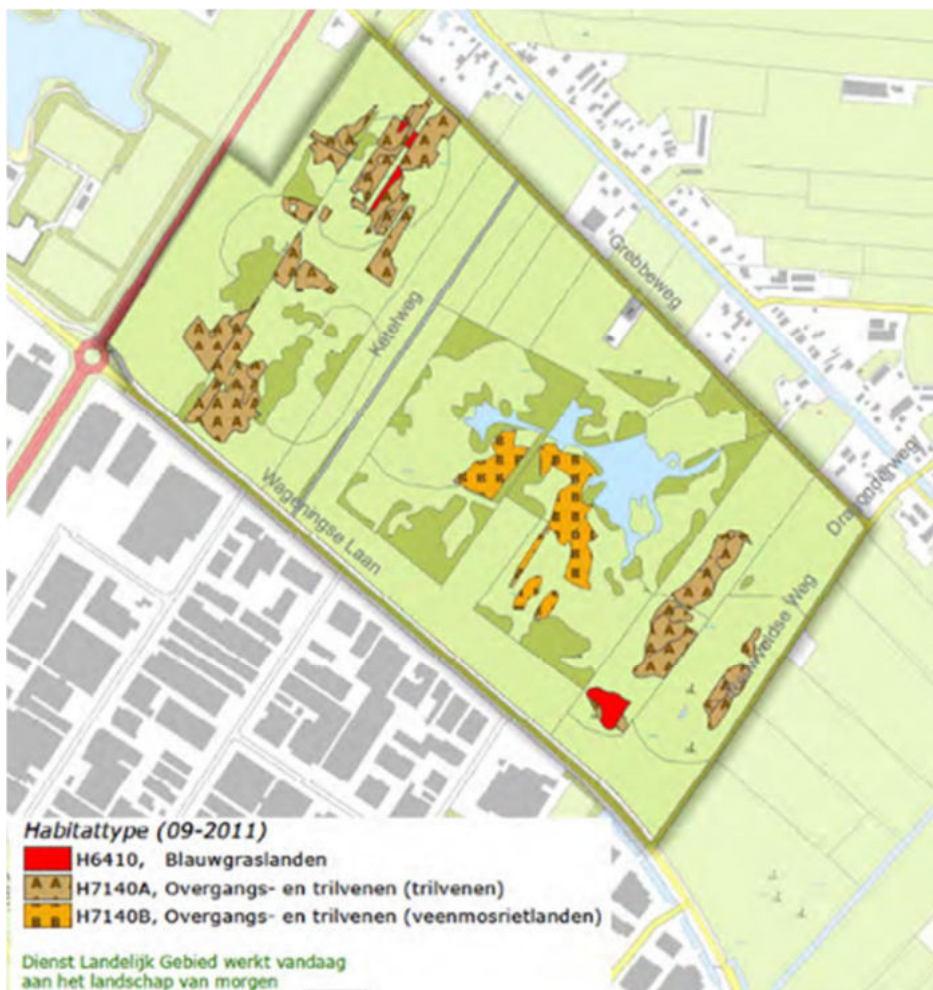 Grebbeweg
Ketelweg
Dragonderweg
Wageningse Laan
Habitattype (09-2011)
H6410, Blauwgraslanden
A A H7140A, Overgangs- en trilvenen (trilvenen)
B B H7140B, Overgangs- en trilvenen (veenmosrietlanden)
Dienst Landelijk Gebied werkt vandaag
aan het landschap van morgen